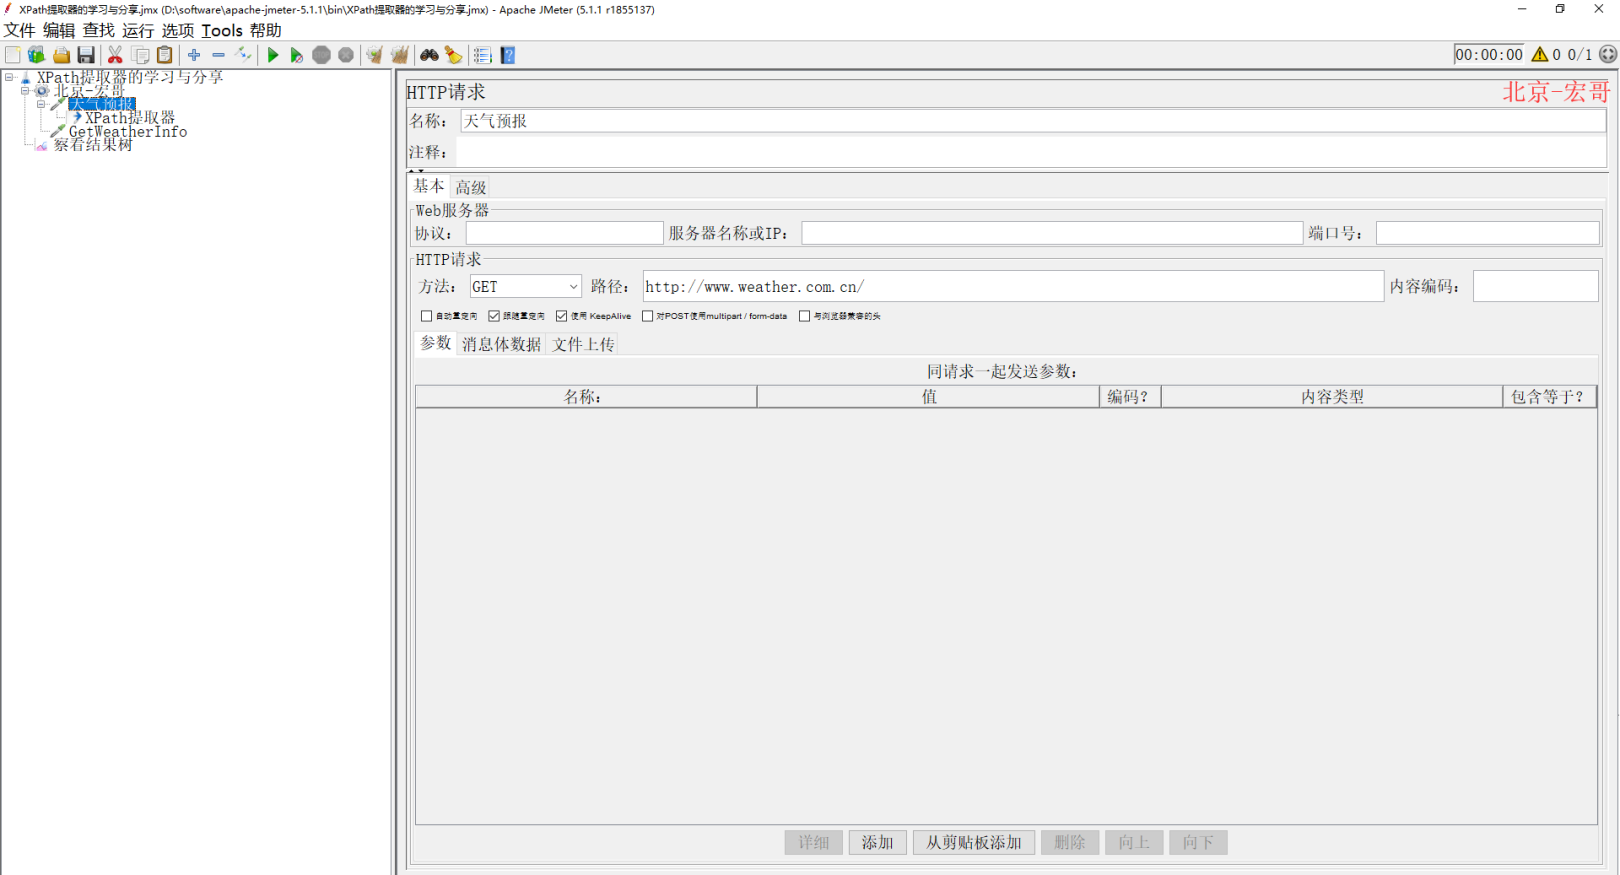 XPath提取器的学习与分享.jmx (D:\software\apache-jmeter-5.1.1\bin\XPath提取器的学习与分享.jmx) - Apache JMeter (5.1.1 r1855137)
文件 编辑 查找 运行 选项 Tools 帮助
00:00:00 0 0/1
XPath提取器的学习与分享
北京-宏哥
天气预报
XPath提取器
GetWeatherInfo
察看结果树
HTTP请求 北京-宏哥
名称： 天气预报
注释：
基本 高级
Web服务器
协议： 服务器名称或IP： 端口号：
HTTP请求
方法： GET 路径： http://www.weather.com.cn/ 内容编码：
自动重定向 跟随重定向 使用 KeepAlive 对POST使用multipart / form-data 与浏览器兼容的头
参数 消息体数据 文件上传
同请求一起发送参数：
名称： 值 编码? 内容类型 包含等于?
详细 添加 从剪贴板添加 删除 向上 向下